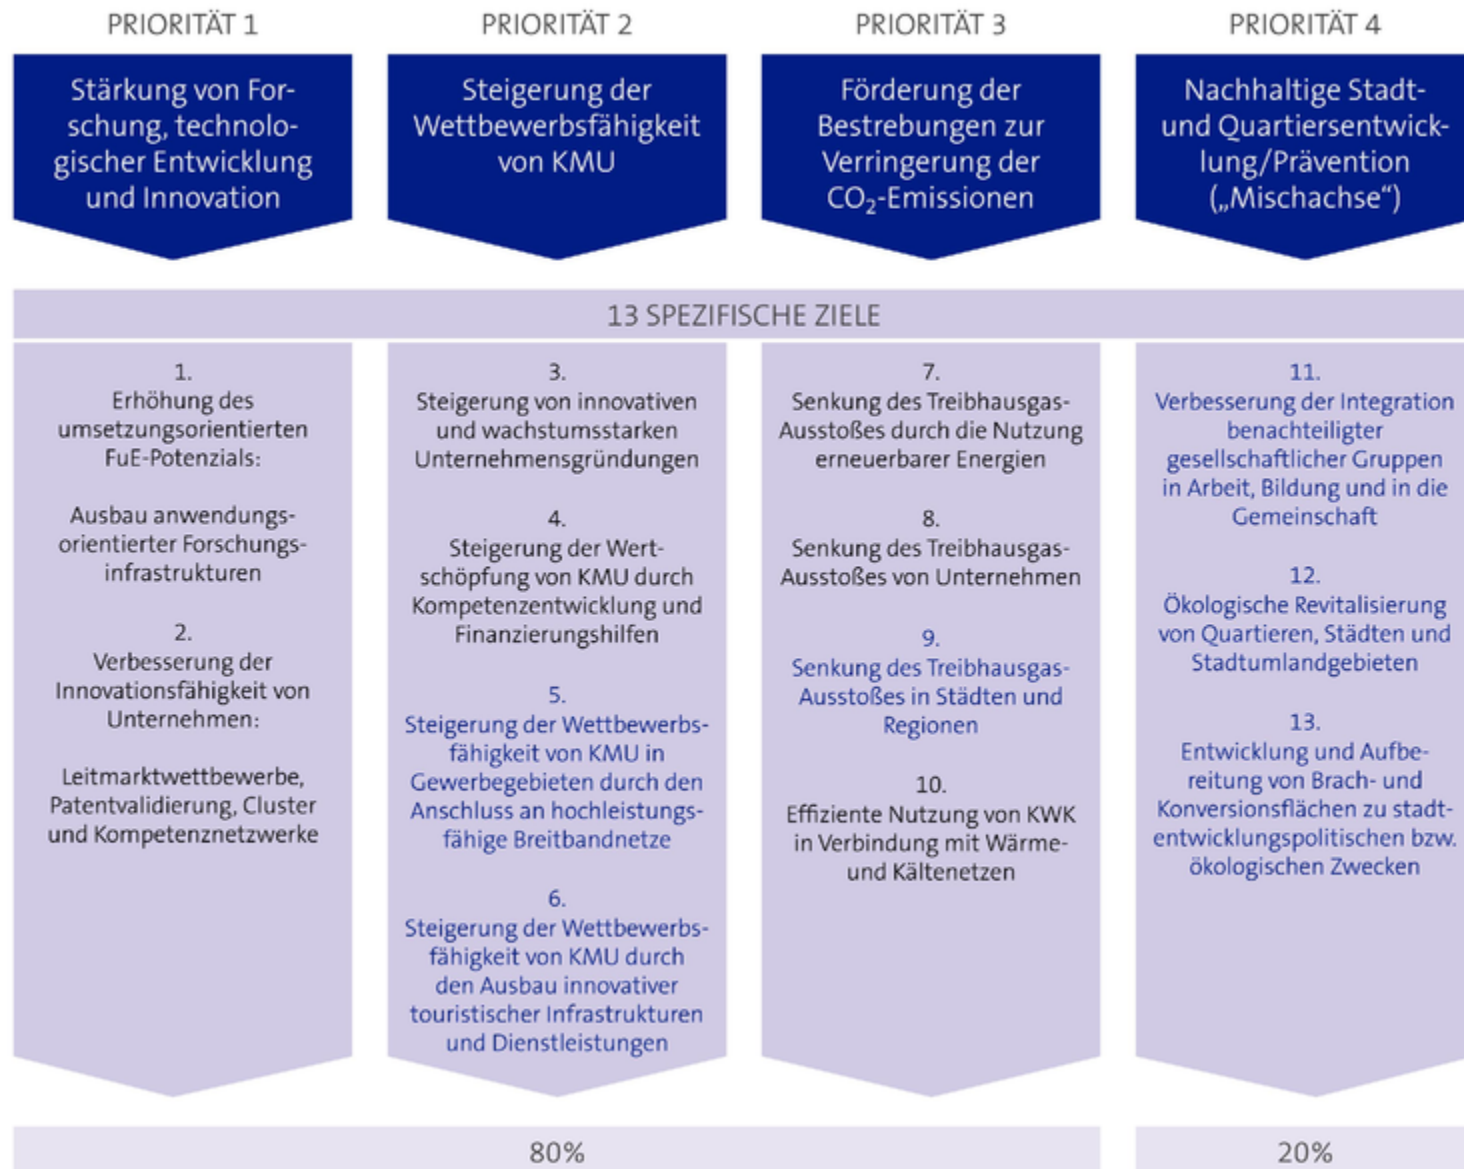 PRIORITÄT 1
Stärkung von For-
schung, technolo-
gischer Entwicklung
und Innovation
PRIORITÄT 2
Steigerung der
Wettbewerbsfähigkeit
von KMU
PRIORITÄT 3
Förderung der
Bestrebungen zur
Verringerung der
CO₂-Emissionen
PRIORITÄT 4
Nachhaltige Stadt-
und Quartiersentwick-
lung/Prävention
(„Mischachse“)
13 SPEZIFISCHE ZIELE
1.
Erhöhung des
umsetzungsorientierten
FuE-Potenzials:
Ausbau anwendungs-
orientierter Forschungs-
infrastrukturen
2.
Verbesserung der
Innovationsfähigkeit von
Unternehmen:
Leitmarktwettbewerbe,
Patentvalidierung, Cluster
und Kompetenznetzwerke
3.
Steigerung von innovativen
und wachstumsstarken
Unternehmensgründungen
4.
Steigerung der Wert-
schöpfung von KMU durch
Kompetenzentwicklung und
Finanzierungshilfen
5.
Steigerung der Wettbewerbs-
fähigkeit von KMU in
Gewerbegebieten durch den
Anschluss an hochleistungs-
fähige Breitbandnetze
6.
Steigerung der Wettbewerbs-
fähigkeit von KMU durch
den Ausbau innovativer
touristischer Infrastrukturen
und Dienstleistungen
7.
Senkung des Treibhausgas-
Ausstoßes durch die Nutzung
erneuerbarer Energien
8.
Senkung des Treibhausgas-
Ausstoßes von Unternehmen
9.
Senkung des Treibhausgas-
Ausstoßes in Städten und
Regionen
10.
Effiziente Nutzung von KWK
in Verbindung mit Wärme-
und Kältenetzen
11.
Verbesserung der Integration
benachteiligter
gesellschaftlicher Gruppen
in Arbeit, Bildung und in die
Gemeinschaft
12.
Ökologische Revitalisierung
von Quartieren, Städten und
Stadtumlandgebieten
13.
Entwicklung und Aufbe-
reitung von Brach- und
Konversionsflächen zu stadt-
entwicklungspolitischen bzw.
ökologischen Zwecken
80%
20%